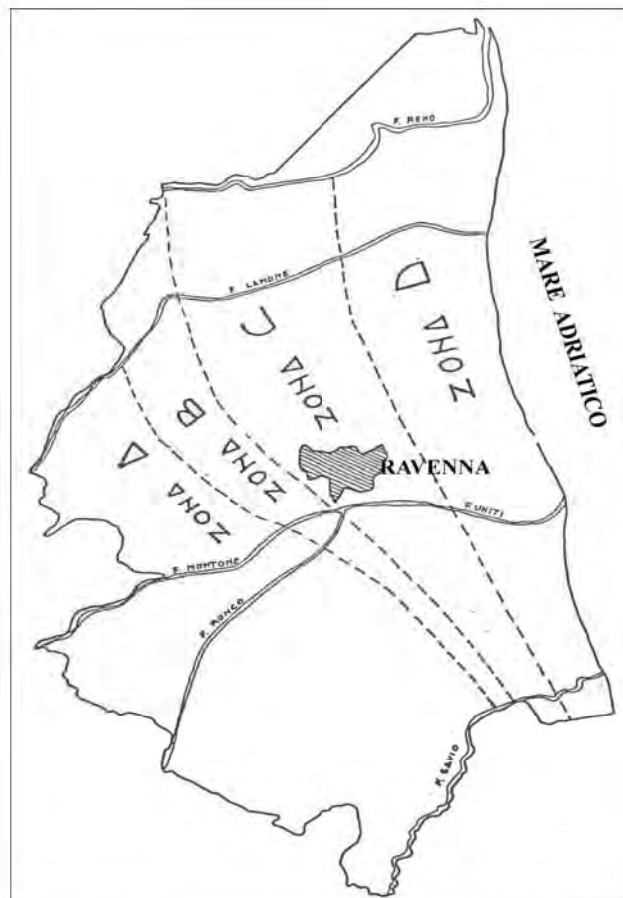 F. RENO
MARE ADRIATICO
F. LAMONE
ZONA D
ZONA C
ZONA B
ZONA A
RAVENNA
F. UNITI
F. MONTONE
F. RONCO
F. SAVIO